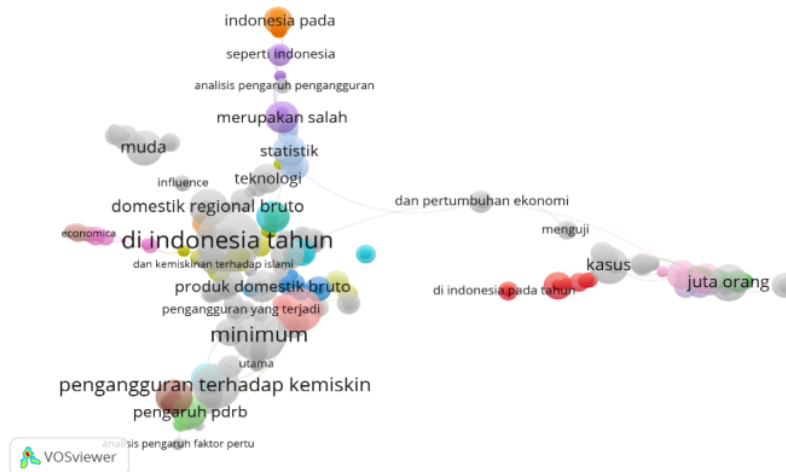 indonesia pada
seperti indonesia
analisis pengaruh pengangguran
merupakan salah
muda
statistik
teknologi
influence
dan pertumbuhan ekonomi
domestik regional bruto
menguji
economica
di indonesia tahun
dan kemiskinan terhadap islami
kasus
juta orang
produk domestik bruto
di indonesia pada tahun
pengangguran yang terjadi
minimum
utama
pengangguran terhadap kemiskin
pengaruh pdrb
analisis pengaruh faktor pertu
VOSviewer